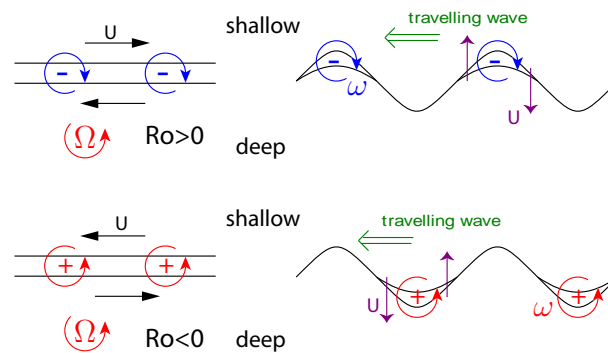 shallow
U
- -
travelling wave
-
ω
-
U
Ω
Ro>0
deep
shallow
U
travelling wave
+ +
U
+
ω
+
Ω
Ro<0
deep